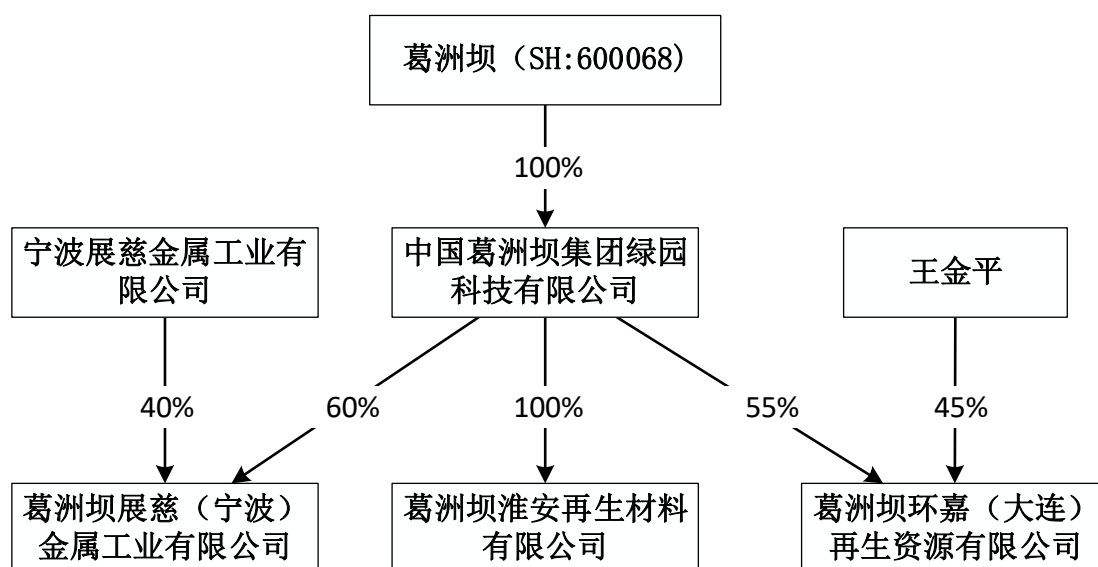 葛洲坝（SH:600068）
100%
宁波展慈金属工业有
限公司
中国葛洲坝集团绿园
科技有限公司
王金平
40%
60%
100%
55%
45%
葛洲坝展慈（宁波）
金属工业有限公司
葛洲坝淮安再生材料
有限公司
葛洲坝环嘉（大连）
再生资源有限公司